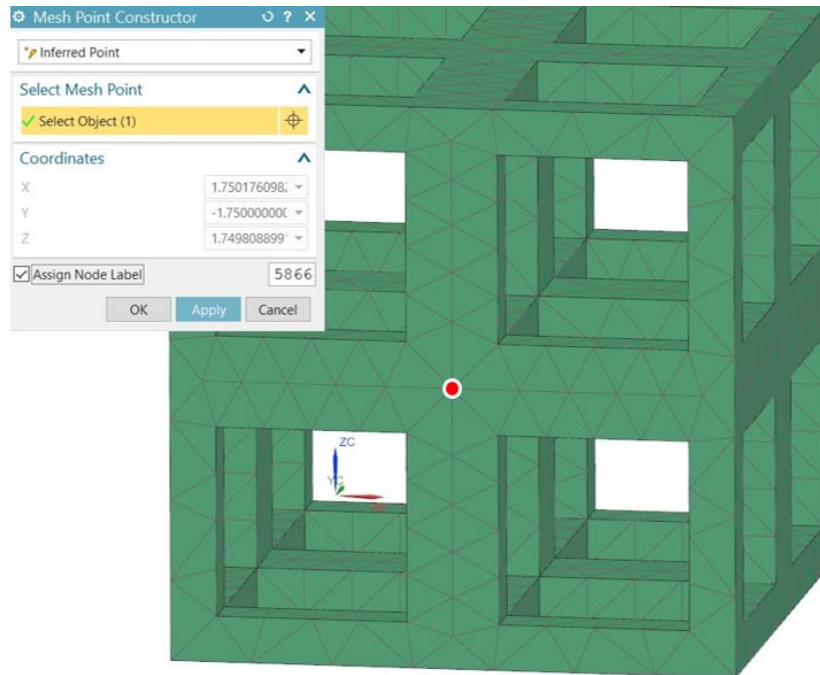 Mesh Point Constructor
Inferred Point
Select Mesh Point
Select Object (1)
Coordinates
X 1.750176098
Y -1.75000000
Z 1.749808899
Assign Node Label 5866
OK Apply Cancel
ZC
YC